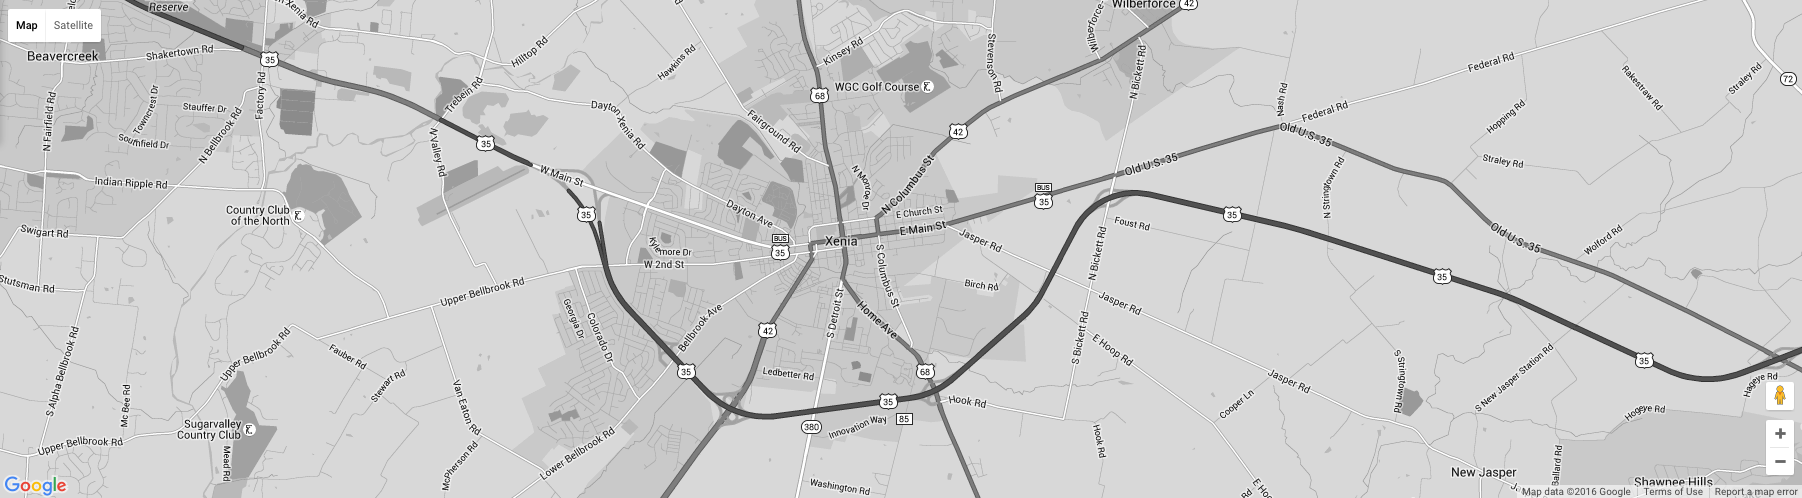 Map
Satellite
Reserve
Beavercreek
Shakertown Rd
35
Factory Rd
Hilltop Rd
Hawkins Rd
Kinsey Rd
Stevenson Rd
Wilberforce
42
N Bickett Rd
Federal Rd
72
Straley Rd
Rakestraw Rd
Hopping Rd
Nash Rd
Federal Rd
WGC Golf Course
68
42
Trebein Rd
Dayton Xenia Rd
Fairground Rd
N Fairfield Rd
Towncrest Dr
Stauffer Dr
Southfield Dr
N Bellbrook Rd
N Valley Rd
35
W Main St
Indian Ripple Rd
Country Club
of the North
35
Dayton Ave
N Monroe Dr
N Columbus St
E Church St
E Main St
BUS
35
Old U.S. 35
Old U.S. 35
Straley Rd
N Stringtown Rd
35
Foust Rd
Old U.S. 35
Wolford Rd
Swigart Rd
Kylemore Dr
W 2nd St
BUS
35
Xenia
Jasper Rd
N Bickett Rd
35
Stutsman Rd
Upper Bellbrook Rd
S Columbus St
Birch Rd
Jasper Rd
Georgia Dr
Colorado Dr
Bellbrook Ave
S Detroit St
Home Ave
42
E Hoop Rd
S Bickett Rd
S Alpha Bellbrook Rd
Upper Bellbrook Rd
Fauber Rd
Stewart Rd
Mc Bee Rd
Van Eaton Rd
35
Ledbetter Rd
68
35
Hook Rd
Cooper Ln
Jasper Rd
S Stringtown Rd
S New Jasper Station Rd
35
Hageye Rd
Hogeye Rd
Sugarvalley
Country Club
Mead Rd
Upper Bellbrook Rd
McPherson Rd
Lower Bellbrook Rd
380
Innovation Way
85
Hook Rd
Washington Rd
E Hoop
New Jasper
Ballard Rd
Shawnee Hills
+
−
Google
Map data ©2016 Google
Terms of Use
Report a map error